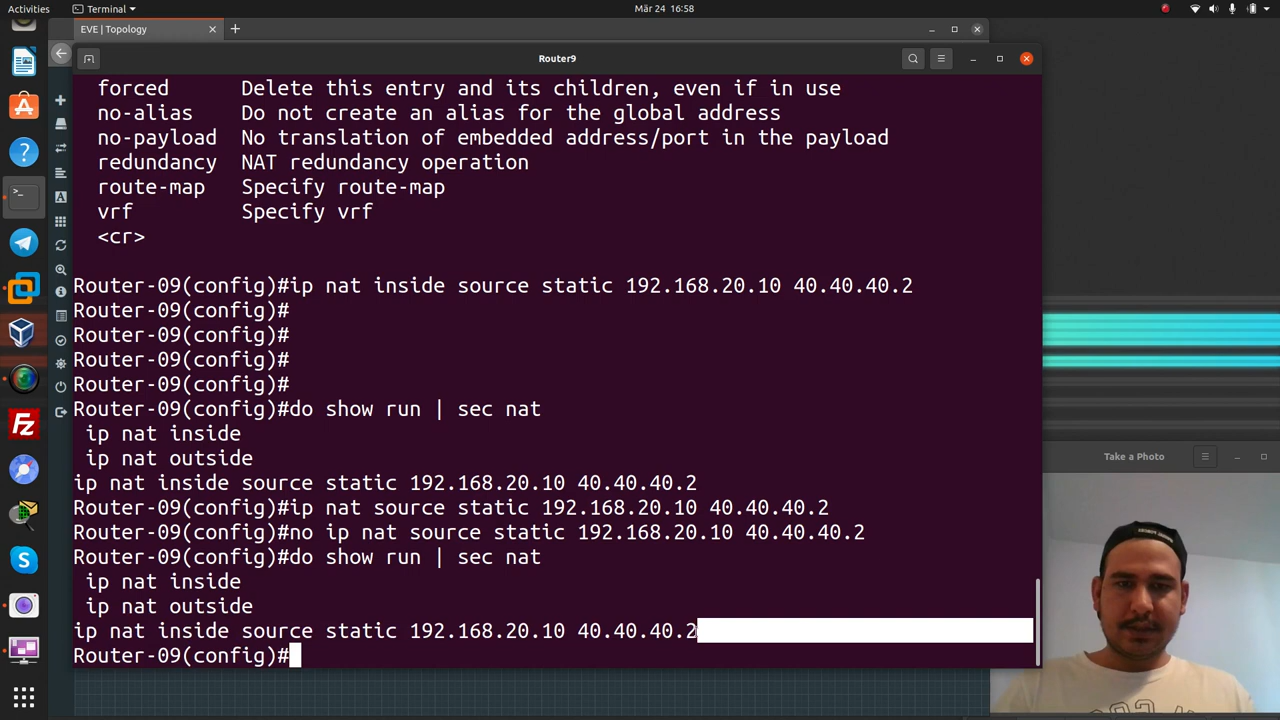 Activities
Terminal
Mär 24 16:58
EVE | Topology
Router9
forced Delete this entry and its children, even if in use
no-alias Do not create an alias for the global address
no-payload No translation of embedded address/port in the payload
redundancy NAT redundancy operation
route-map Specify route-map
vrf Specify vrf
<cr>
Router-09(config)#ip nat inside source static 192.168.20.10 40.40.40.2
Router-09(config)#
Router-09(config)#
Router-09(config)#
Router-09(config)#
Router-09(config)#do show run | sec nat
ip nat inside
ip nat outside
ip nat inside source static 192.168.20.10 40.40.40.2
Router-09(config)#ip nat source static 192.168.20.10 40.40.40.2
Router-09(config)#no ip nat source static 192.168.20.10 40.40.40.2
Router-09(config)#do show run | sec nat
ip nat inside
ip nat outside
ip nat inside source static 192.168.20.10 40.40.40.2
Router-09(config)#
Take a Photo